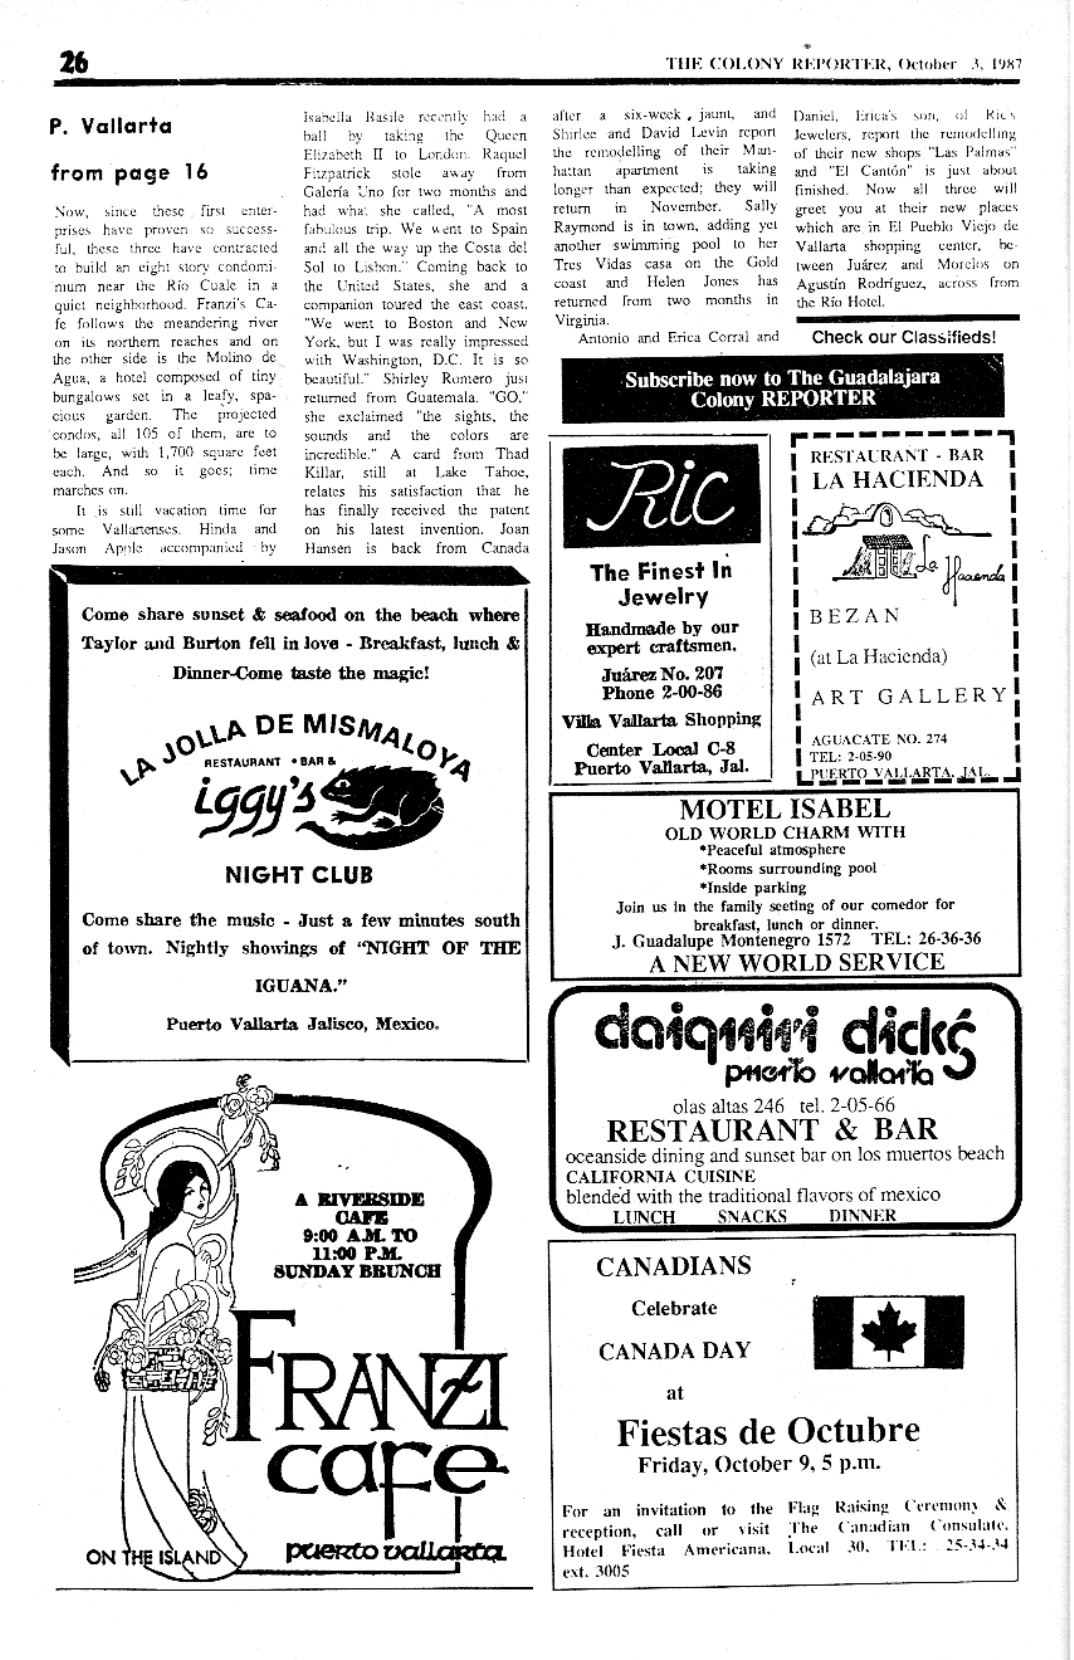 26
THE COLONY REPORTER, October 3, 1987
P. Vallarta
from page 16
Now, since these first enter-
prises have proven so success-
ful, these three have contracted
to build an eight story condomi-
nium near the Río Cuale in a
quiet neighborhood. Franzi's Ca-
fe follows the meandering river
on its northern reaches and on
the other side is the Molino de
Agua, a hotel composed of tiny
bungalows set in a leafy, spa-
cious garden. The projected
condos, all 105 of them, are to
be large, with 1,700 square feet
each. And so it goes; time
marches on.
It is still vacation time for
some Vallartenses. Hinda and
Jason Apple accompanied by
Isabella Basile recently had a
ball by taking the Queen
Elizabeth II to London. Raquel
Fitzpatrick stole away from
Galería Uno for two months and
had what she called, "A most
fabulous trip. We went to Spain
and all the way up the Costa del
Sol to Lisbon." Coming back to
the United States, she and a
companion toured the east coast.
"We went to Boston and New
York, but I was really impressed
with Washington, D.C. It is so
beautiful." Shirley Romero just
returned from Guatemala. "GO,"
she exclaimed "the sights, the
sounds and the colors are
incredible." A card from Thad
Killar, still at Lake Tahoe,
relates his satisfaction that he
has finally received the patent
on his latest invention. Joan
Hansen is back from Canada
after a six-week, jaunt, and
Shirlee and David Levin report
the remodelling of their Man-
hattan apartment is taking
longer than expected; they will
return in November. Sally
Raymond is in town, adding yet
another swimming pool to her
Tres Vidas casa on the Gold
coast and Helen Jones has
returned from two months in
Virginia.
Antonio and Erica Corral and
Daniel, Erica's son, of Ric's
Jewelers, report the remodelling
of their new shops "Las Palmas"
and "El Cantón" is just about
finished. Now all three will
greet you at their new places
which are in El Pueblo Viejo de
Vallarta shopping center, be-
tween Juárez and Morelos on
Agustín Rodríguez, across from
the Río Hotel.
Check our Classifieds!
Subscribe now to The Guadalajara
Colony REPORTER
Come share sunset & seafood on the beach where
Taylor and Burton fell in love - Breakfast, lunch &
Dinner-Come taste the magic!
LA JOLLA DE MISMALOYA
RESTAURANT • BAR &
iggy's
NIGHT CLUB
Come share the music - Just a few minutes south
of town. Nightly showings of "NIGHT OF THE
IGUANA."
Puerto Vallarta Jalisco, Mexico.
Ric
The Finest In
Jewelry
Handmade by our
expert craftsmen.
Juárez No. 207
Phone 2-00-86
Villa Vallarta Shopping
Center Local C-8
Puerto Vallarta, Jal.
RESTAURANT - BAR
LA HACIENDA
La Hacienda
BEZAN
(at La Hacienda)
ART GALLERY
AGUACATE NO. 274
TEL: 2-05-90
PUERTO VALLARTA, JAL.
MOTEL ISABEL
OLD WORLD CHARM WITH
*Peaceful atmosphere
*Rooms surrounding pool
*Inside parking
Join us in the family seeting of our comedor for
breakfast, lunch or dinner.
J. Guadalupe Montenegro 1572 TEL: 26-36-36
A NEW WORLD SERVICE
daiquiri dick's
puerto vallarta
olas altas 246 tel. 2-05-66
RESTAURANT & BAR
oceanside dining and sunset bar on los muertos beach
CALIFORNIA CUISINE
blended with the traditional flavors of mexico
LUNCH SNACKS DINNER
A RIVERSIDE
CAFE
9:00 A.M. TO
11:00 P.M.
SUNDAY BRUNCH
FRANZI
cafe
ON THE ISLAND
puerto vallarta
CANADIANS
Celebrate
CANADA DAY
at
Fiestas de Octubre
Friday, October 9, 5 p.m.
For an invitation to the Flag Raising Ceremony &
reception, call or visit The Canadian Consulate,
Hotel Fiesta Americana, Local 30, TEL: 25-34-34
ext. 3005